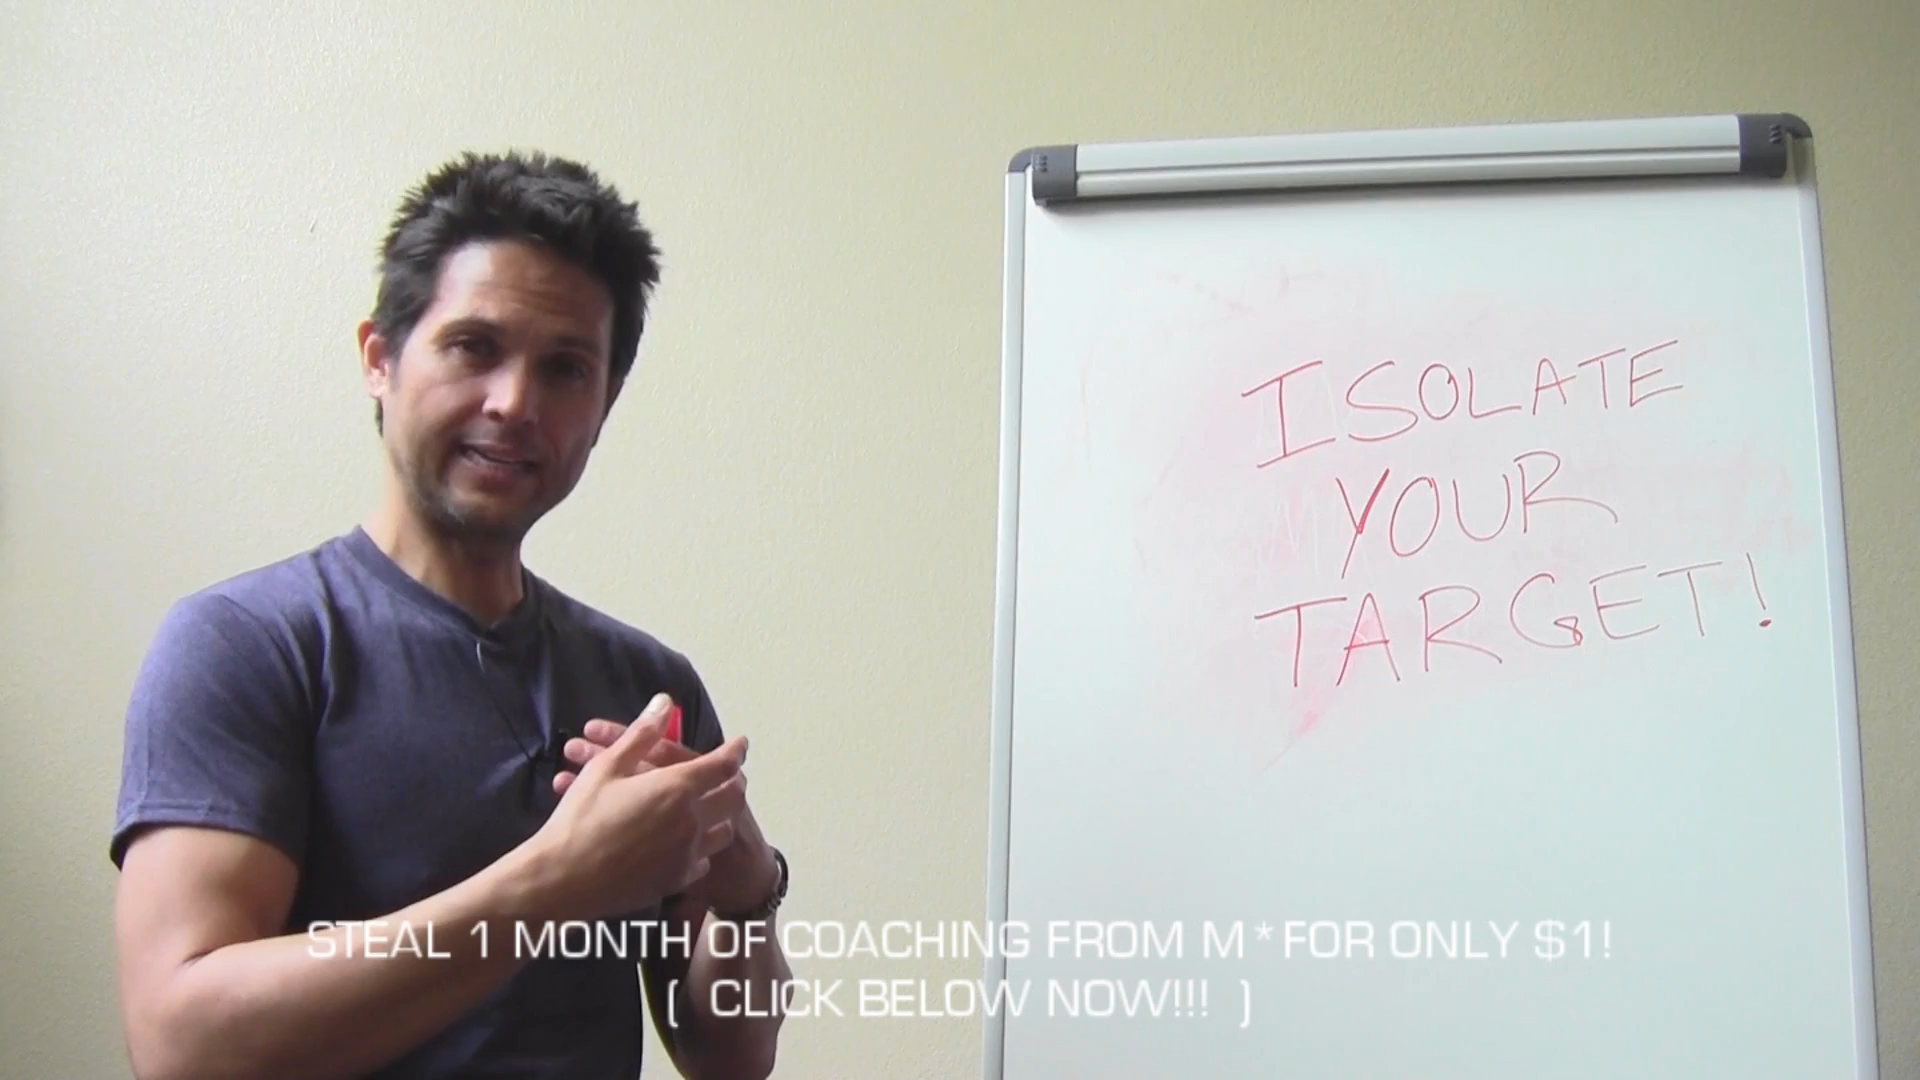 ISOLATE
YOUR
TARGET!
STEAL 1 MONTH OF COACHING FROM M*FOR ONLY $1!
( CLICK BELOW NOW!!! )